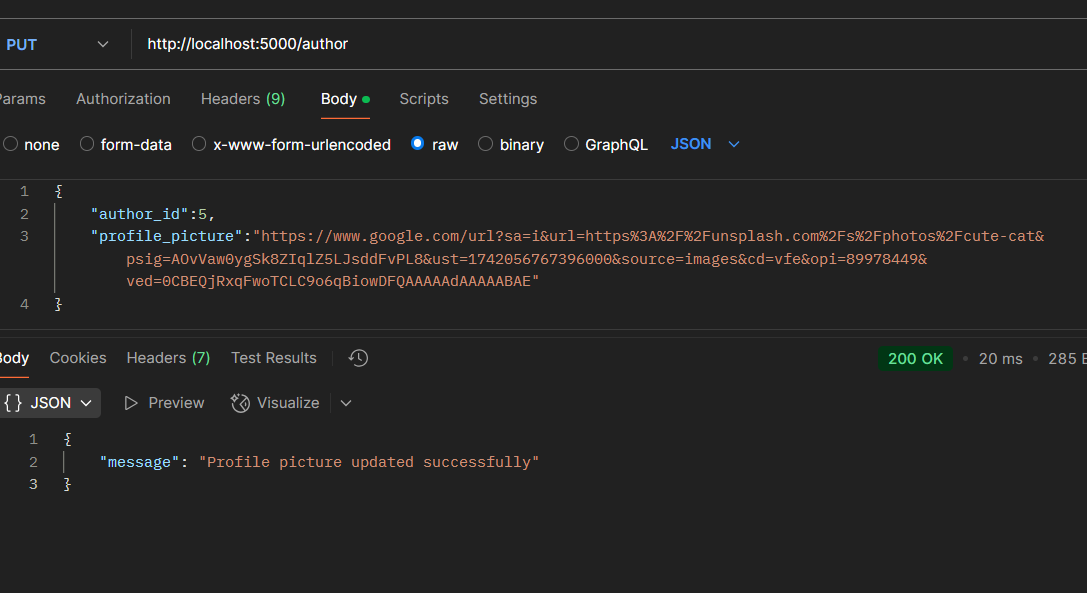 PUT http://localhost:5000/author
Params Authorization Headers (9) Body Scripts Settings
none form-data x-www-form-urlencoded raw binary GraphQL JSON
1 {
2 "author_id":5,
3 "profile_picture":"https://www.google.com/url?sa=i&url=https%3A%2F%2Funsplash.com%2Fs%2Fphotos%2Fcute-cat&
psig=AOvVaw0ygSk8ZIqlZ5LJsddFvPL8&ust=1742056767396000&source=images&cd=vfe&opi=89978449&
ved=0CBEQjRxqFwoTCLC9o6qBiowDFQAAAAAdAAAAABAE"
4 }
Body Cookies Headers (7) Test Results 200 OK • 20 ms • 285 B
{} JSON Preview Visualize
1 {
2 "message": "Profile picture updated successfully"
3 }